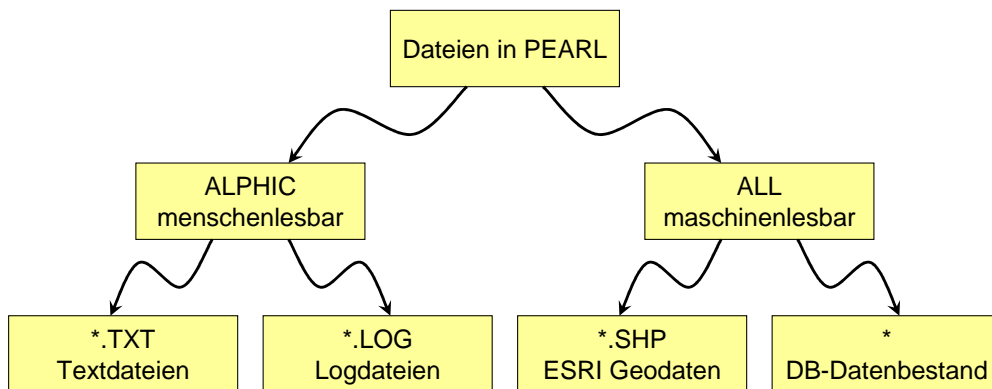 Dateien in PEARL
ALPHIC
menschenlesbar
ALL
maschinenlesbar
*.TXT
Textdateien
*.LOG
Logdateien
*.SHP
ESRI Geodaten
*
DB-Datenbestand